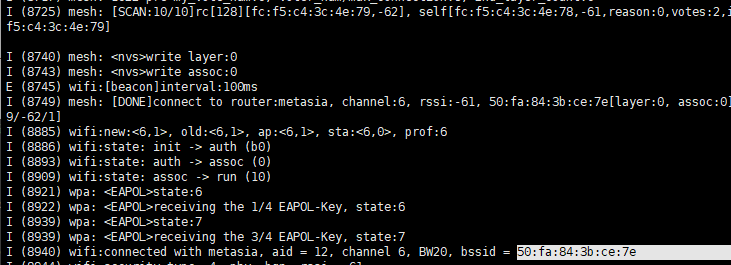 I (8725) mesh: [SCAN:10/10]rc[128][fc:f5:c4:3c:4e:79,-62], self[fc:f5:c4:3c:4e:78,-61,reason:0,votes:2,i
f5:c4:3c:4e:79]
I (8740) mesh: <nvs>write layer:0
I (8743) mesh: <nvs>write assoc:0
E (8745) wifi:[beacon]interval:100ms
I (8749) mesh: [DONE]connect to router:metasia, channel:6, rssi:-61, 50:fa:84:3b:ce:7e[layer:0, assoc:0]
9/-62/1]
I (8885) wifi:new:<6,1>, old:<6,1>, ap:<6,1>, sta:<6,0>, prof:6
I (8886) wifi:state: init -> auth (b0)
I (8893) wifi:state: auth -> assoc (0)
I (8909) wifi:state: assoc -> run (10)
I (8921) wpa: <EAPOL>state:6
I (8922) wpa: <EAPOL>receiving the 1/4 EAPOL-Key, state:6
I (8939) wpa: <EAPOL>state:7
I (8939) wpa: <EAPOL>receiving the 3/4 EAPOL-Key, state:7
I (8940) wifi:connected with metasia, aid = 12, channel 6, BW20, bssid = 50:fa:84:3b:ce:7e